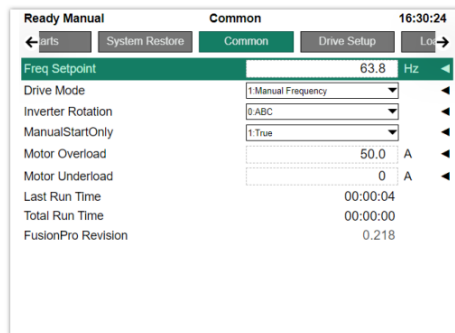 Ready Manual Common 16:30:24
arts System Restore Common Drive Setup
Freq Setpoint 63.8 Hz
Drive Mode 1:Manual Frequency
Inverter Rotation 0:ABC
ManualStartOnly 1:True
Motor Overload 50.0 A
Motor Underload 0 A
Last Run Time 00:00:04
Total Run Time 00:00:00
FusionPro Revision 0.218